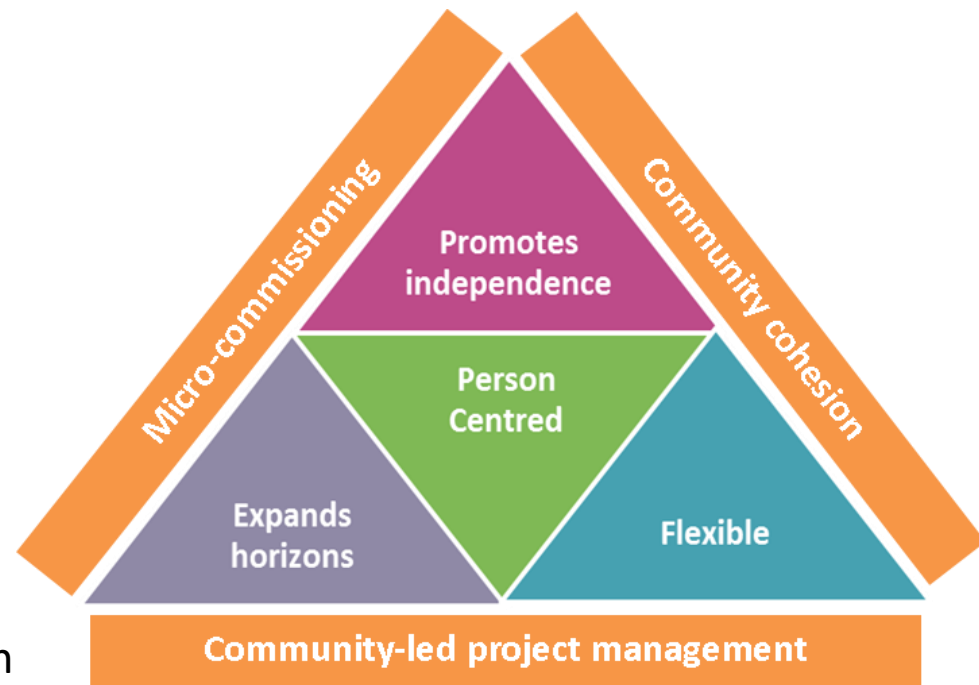 Micro-commissioning
Community cohesion
Promotes
independence
Person
Centred
Expands
horizons
Flexible
Community-led project management